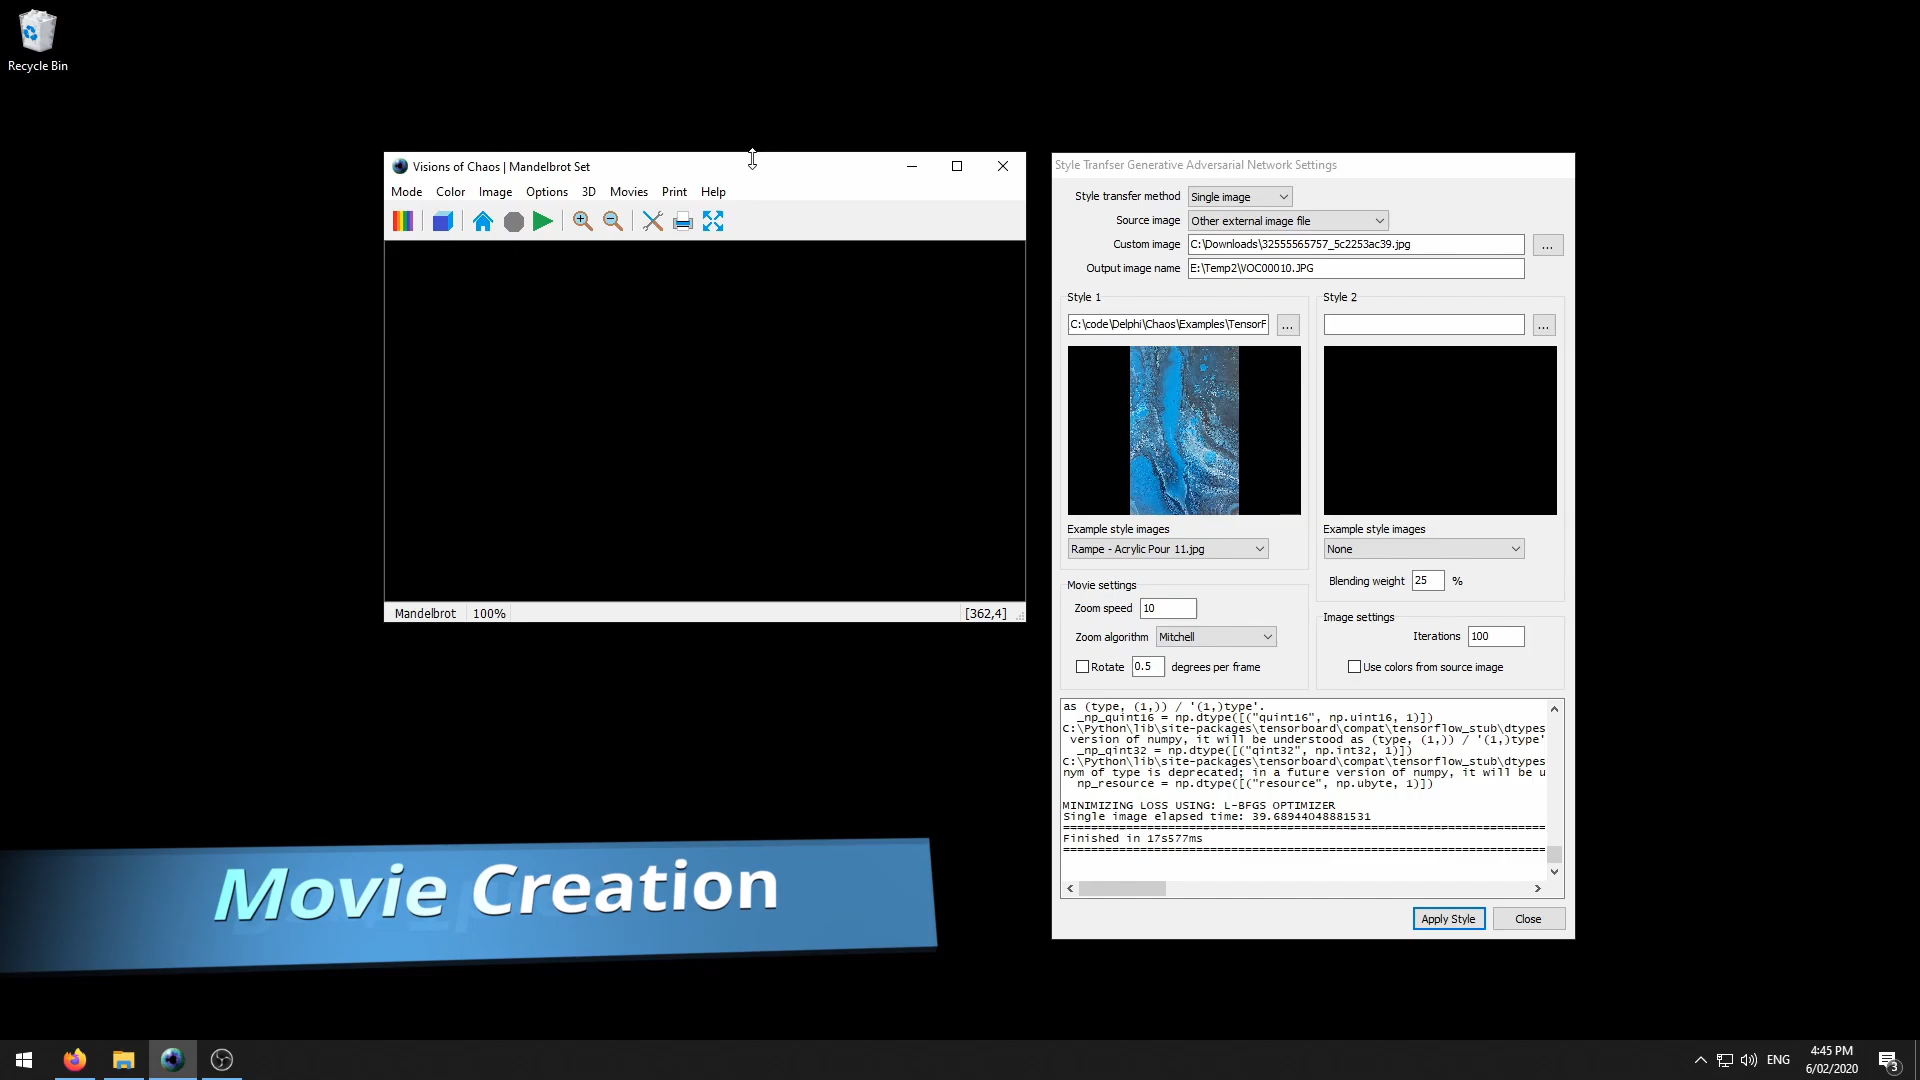 Recycle Bin
Visions of Chaos | Mandelbrot Set
Mode Color Image Options 3D Movies Print Help
Mandelbrot 100% [362,4]
Style Tranfser Generative Adversarial Network Settings
Style transfer method Single image
Source image Other external image file
Custom image C:\Downloads\32555565757_5c2253ac39.jpg ...
Output image name E:\Temp2\VOC00010.JPG
Style 1
C:\code\Delphi\Chaos\Examples\TensorF ...
Example style images
Rampe - Acrylic Pour 11.jpg
Style 2
...
Example style images
None
Blending weight 25 %
Movie settings
Zoom speed 10
Zoom algorithm Mitchell
Rotate 0.5 degrees per frame
Image settings
Iterations 100
Use colors from source image
as (type, (1,)) / '(1,)type'.
_np_quint16 = np.dtype([("quint16", np.uint16, 1)])
C:\Python\lib\site-packages\tensorboard\compat\tensorflow_stub\dtypes
version of numpy, it will be understood as (type, (1,)) / '(1,)type'
_np_qint32 = np.dtype([("qint32", np.int32, 1)])
C:\Python\lib\site-packages\tensorboard\compat\tensorflow_stub\dtypes
nym of type is deprecated; in a future version of numpy, it will be u
np_resource = np.dtype([("resource", np.ubyte, 1)])
MINIMIZING LOSS USING: L-BFGS OPTIMIZER
Single image elapsed time: 39.68944048881531
Finished in 17s577ms
Apply Style Close
Movie Creation
ENG
4:45 PM
6/02/2020
3